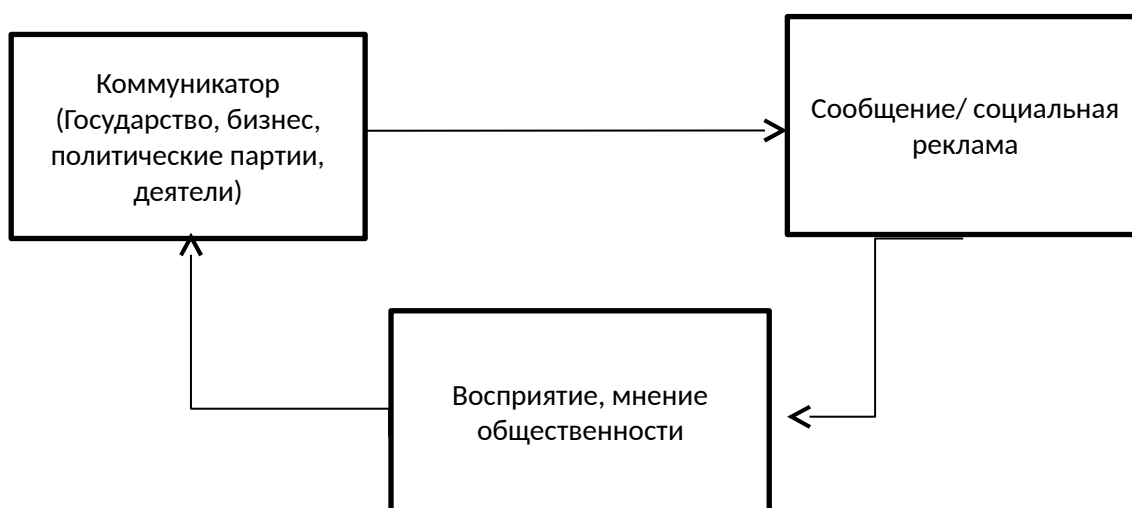 Коммуникатор
(Государство, бизнес,
политические партии,
деятели)
Сообщение/ социальная
реклама
Восприятие, мнение
общественности